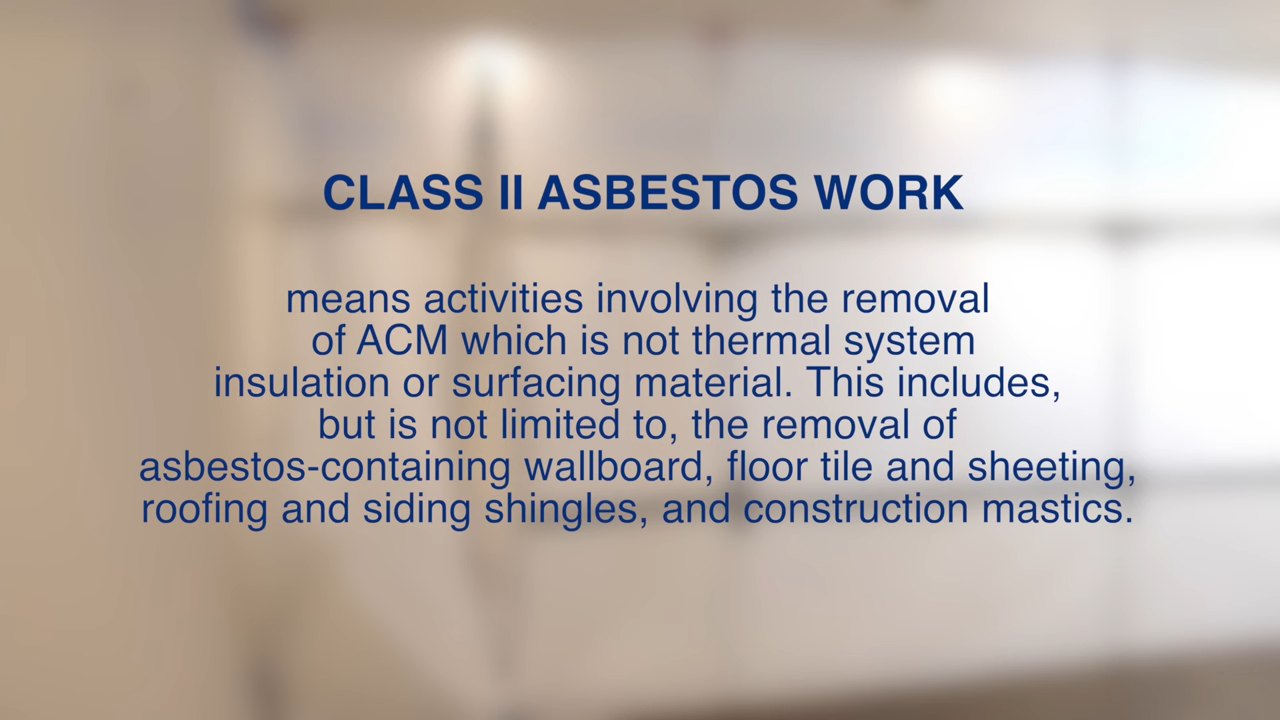 CLASS II ASBESTOS WORK
means activities involving the removal
of ACM which is not thermal system
insulation or surfacing material. This includes,
but is not limited to, the removal of
asbestos-containing wallboard, floor tile and sheeting,
roofing and siding shingles, and construction mastics.